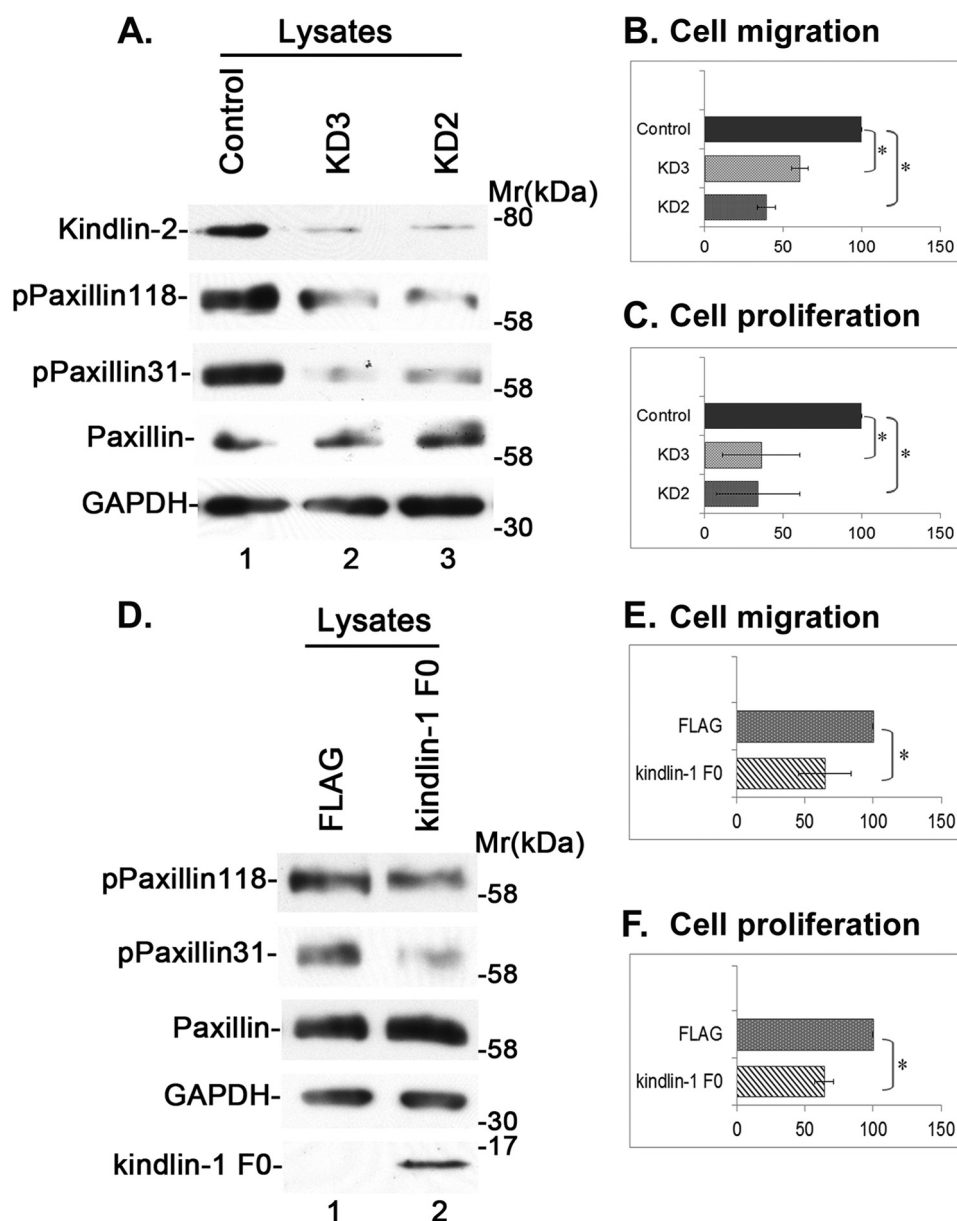 A.
Lysates
Control
KD3
KD2
Mr(kDa)
Kindlin-2-
-80
pPaxillin118-
-58
pPaxillin31-
-58
Paxillin-
-58
GAPDH-
-30
1 2 3
B. Cell migration
Control
KD3
KD2
*
*
0 50 100 150
C. Cell proliferation
Control
KD3
KD2
*
*
0 50 100 150
D.
Lysates
FLAG
kindlin-1 F0
Mr(kDa)
pPaxillin118-
-58
pPaxillin31-
-58
Paxillin-
-58
GAPDH-
-30
-17
kindlin-1 F0-
1 2
E. Cell migration
FLAG
kindlin-1 F0
*
0 50 100 150
F. Cell proliferation
FLAG
kindlin-1 F0
*
0 50 100 150